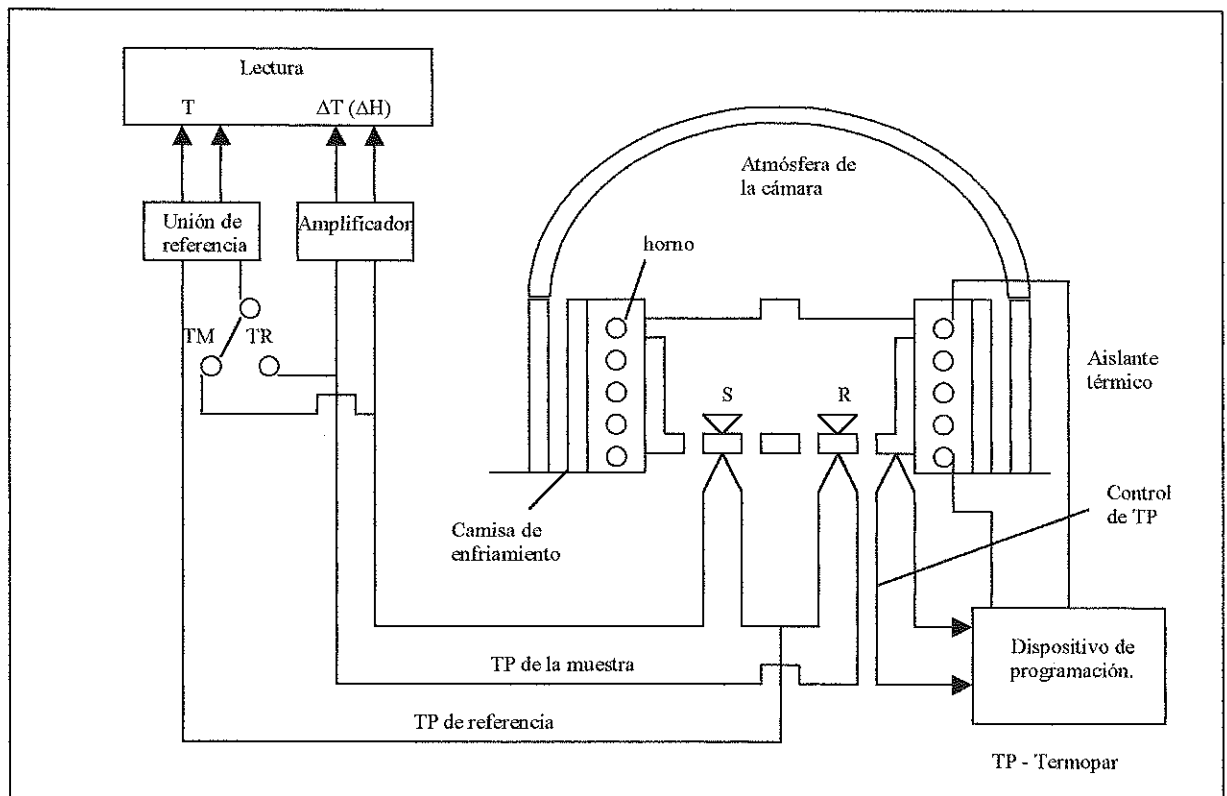 Lectura
T
ΔT (ΔH)
Unión de
referencia
Amplificador
TM
TR
Atmósfera de
la cámara
horno
S
R
Aislante
térmico
Camisa de
enfriamiento
Control
de TP
TP de la muestra
TP de referencia
Dispositivo de
programación.
TP - Termopar